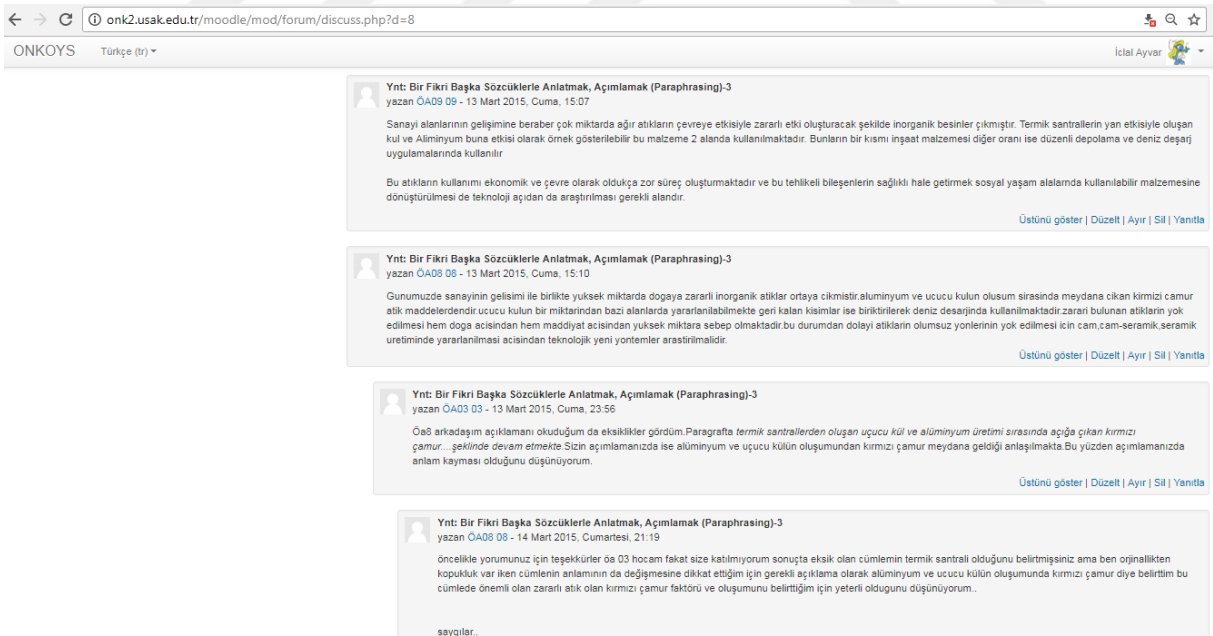 onk2.usak.edu.tr/moodle/mod/forum/discuss.php?d=8
ONKOYS Türkçe (tr) İclal Ayvar
Ynt: Bir Fikri Başka Sözcüklerle Anlatmak, Açımlamak (Paraphrasing)-3
yazan ÖA09 09 - 13 Mart 2015, Cuma, 15:07
Sanayi alanlarının gelişimine beraber çok miktarda ağır atıkların çevreye etkisiyle zararlı etki oluşturacak şekilde inorganik besinler çıkmıştır. Termik santrallerin yan etkisiyle oluşan
kul ve Aliminyum buna etkisi olarak örnek gösterilebilir bu malzeme 2 alanda kullanılmaktadır. Bunların bir kısmı inşaat malzemesi diğer oranı ise düzenli depolama ve deniz deşarj
uygulamalarında kullanılır
Bu atıkların kullanımı ekonomik ve çevre olarak oldukça zor süreç oluşturmaktadır ve bu tehlikeli bileşenlerin sağlıklı hale getirmek sosyal yaşam alalarnda kullanılabilir malzemesine
dönüştürülmesi de teknoloji açıdan da araştırılması gerekli alandır.
Üstünü göster | Düzelt | Ayır | Sil | Yanıtla
Ynt: Bir Fikri Başka Sözcüklerle Anlatmak, Açımlamak (Paraphrasing)-3
yazan ÖA08 08 - 13 Mart 2015, Cuma, 15:10
Gunumuzde sanayinin gelisimi ile birlikte yuksek miktarda dogaya zararli inorganik atiklar ortaya cikmistir.aluminyum ve ucucu kulun olusum sirasinda meydana cikan kirmizi camur
atik maddelerdendir.ucucu kulun bir miktarindan bazi alanlarda yararlanilabilmekte geri kalan kisimlar ise biriktirilerek deniz desarjinda kullanilmaktadir.zarari bulunan atiklarin yok
edilmesi hem doga acisindan hem maddiyat acisindan yuksek miktara sebep olmaktadir.bu durumdan dolayi atiklarin olumsuz yonlerinin yok edilmesi icin cam,cam-seramik,seramik
uretiminde yararlanilmasi acisindan teknolojik yeni yontemler arastirilmalidir.
Üstünü göster | Düzelt | Ayır | Sil | Yanıtla
Ynt: Bir Fikri Başka Sözcüklerle Anlatmak, Açımlamak (Paraphrasing)-3
yazan ÖA03 03 - 13 Mart 2015, Cuma, 23:56
Öa8 arkadaşım açıklamanı okuduğum da eksiklikler gördüm.Paragrafta termik santrallerden oluşan uçucu kül ve alüminyum üretimi sırasında açığa çıkan kırmızı
çamur....şeklinde devam etmekte.Sizin açımlamanızda ise alüminyum ve uçucu külün oluşumundan kırmızı çamur meydana geldiği anlaşılmakta.Bu yüzden açımlamanızda
anlam kayması olduğunu düşünüyorum.
Üstünü göster | Düzelt | Ayır | Sil | Yanıtla
Ynt: Bir Fikri Başka Sözcüklerle Anlatmak, Açımlamak (Paraphrasing)-3
yazan ÖA08 08 - 14 Mart 2015, Cumartesi, 21:19
öncelikle yorumunuz için teşekkürler öa 03 hocam fakat size katılmıyorum sonuçta eksik olan cümlemin termik santrali olduğunu belirtmişsiniz ama ben orjinallikten
kopukluk var iken cümlenin anlamının da değişmesine dikkat ettiğim için gerekli açıklama olarak alüminyum ve ucucu külün oluşumunda kırmızı çamur diye belirttim bu
cümlede önemli olan zararlı atık olan kırmızı çamur faktörü ve oluşumunu belirttiğim için yeterli oldugunu düşünüyorum..
saygılar..